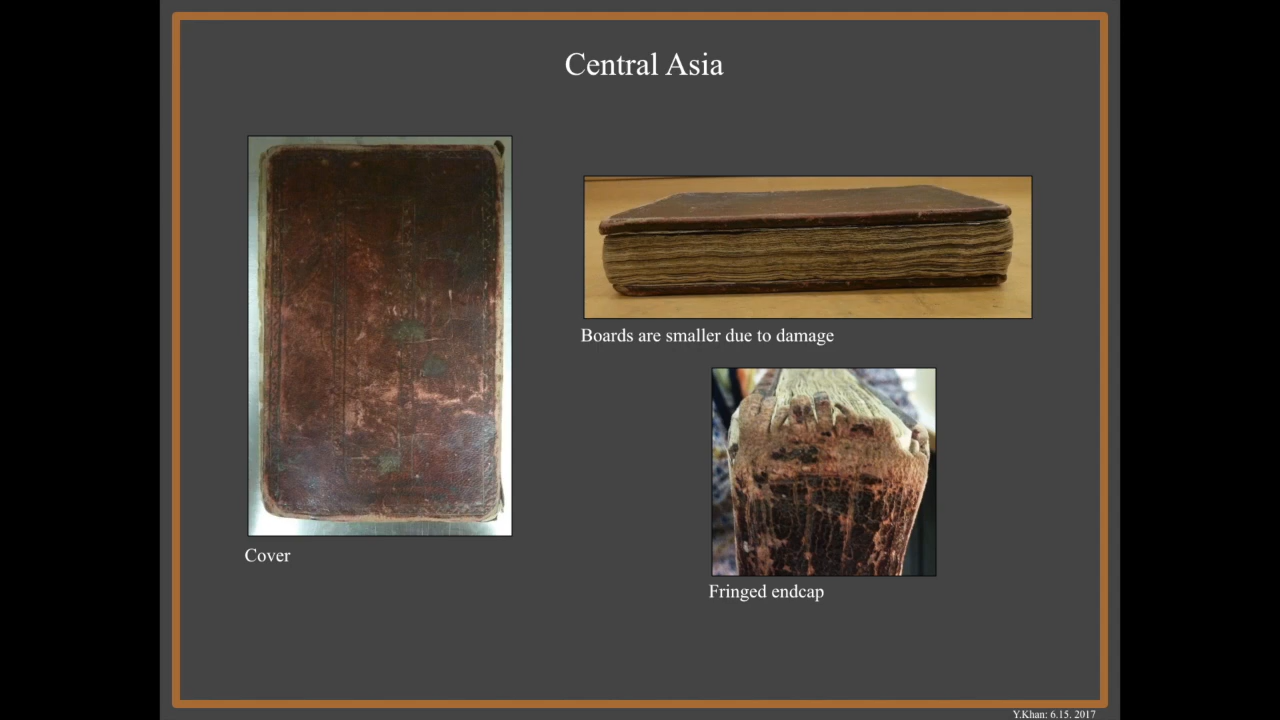 Central Asia
Boards are smaller due to damage
Cover
Fringed endcap
Y.Khan: 6.15. 2017